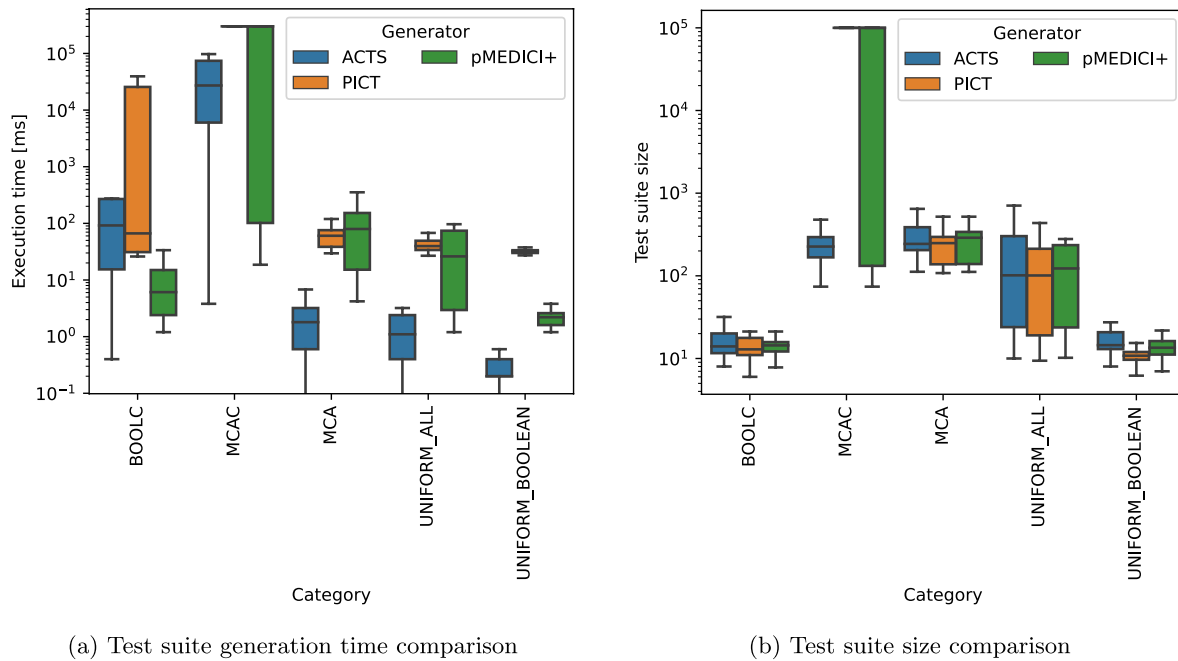 Generator
ACTS
PICT
pMEDICI+
Execution time [ms]
10^5
10^4
10^3
10^2
10^1
10^0
10^−1
BOOLC
MCAC
MCA
UNIFORM_ALL
UNIFORM_BOOLEAN
Category
(a) Test suite generation time comparison
Generator
ACTS
PICT
pMEDICI+
Test suite size
10^5
10^4
10^3
10^2
10^1
BOOLC
MCAC
MCA
UNIFORM_ALL
UNIFORM_BOOLEAN
Category
(b) Test suite size comparison